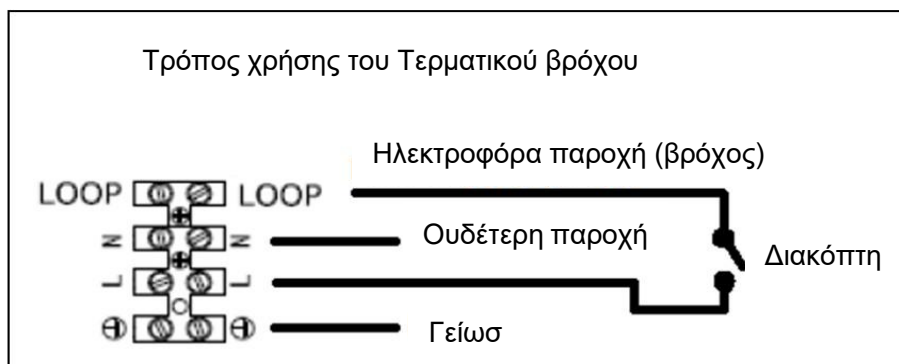 Τρόπος χρήσης του Τερματικού βρόχου
Ηλεκτροφόρα παροχή (βρόχος)
LOOP LOOP
N N Ουδέτερη παροχή
Διακόπτη
L L
Γείωσ